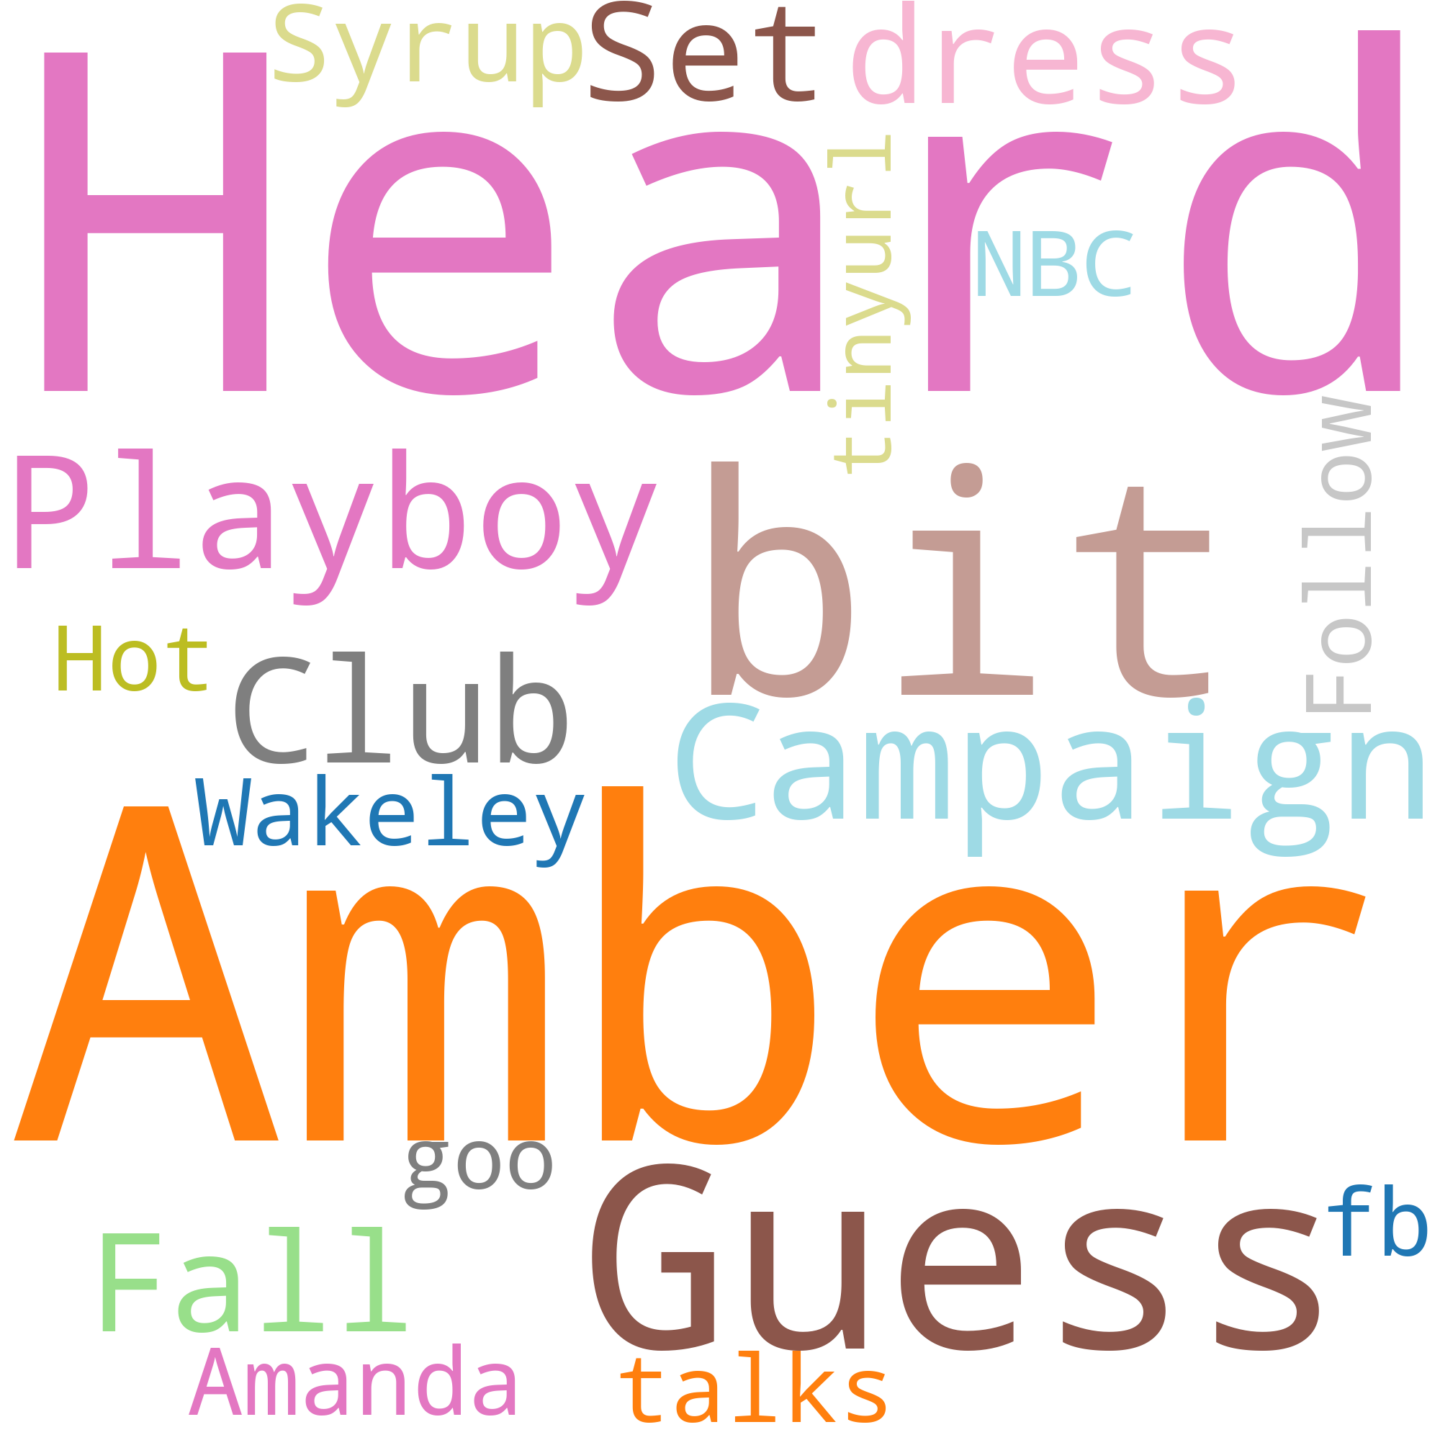 Syrup
Set
dress
Heard
tinyurl
NBC
Follow
Playboy
bit
Hot
Club
Campaign
Wakeley
Amber
goo
Guess
fb
Fall
Amanda
talks